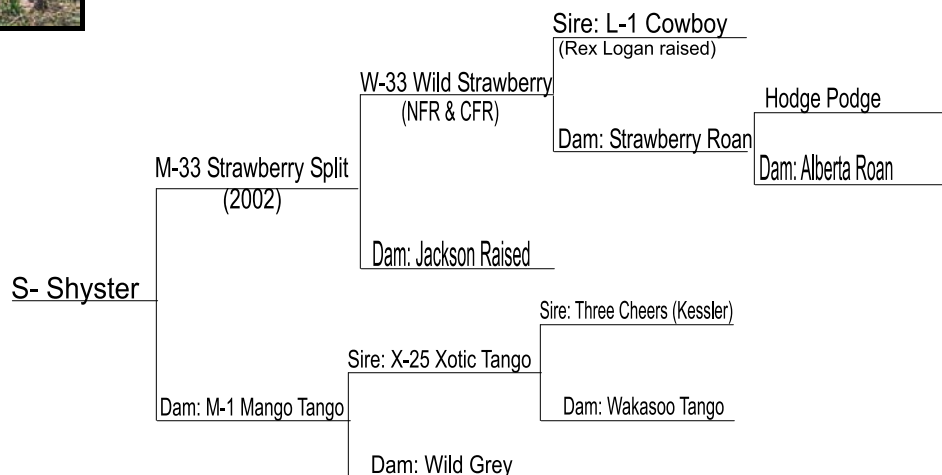 Sire: L-1 Cowboy
(Rex Logan raised)
W-33 Wild Strawberry
(NFR & CFR)
Hodge Podge
Dam: Strawberry Roan
M-33 Strawberry Split
(2002)
Dam: Alberta Roan
Dam: Jackson Raised
S- Shyster
Sire: Three Cheers (Kessler)
Sire: X-25 Xotic Tango
Dam: M-1 Mango Tango
Dam: Wakasoo Tango
Dam: Wild Grey